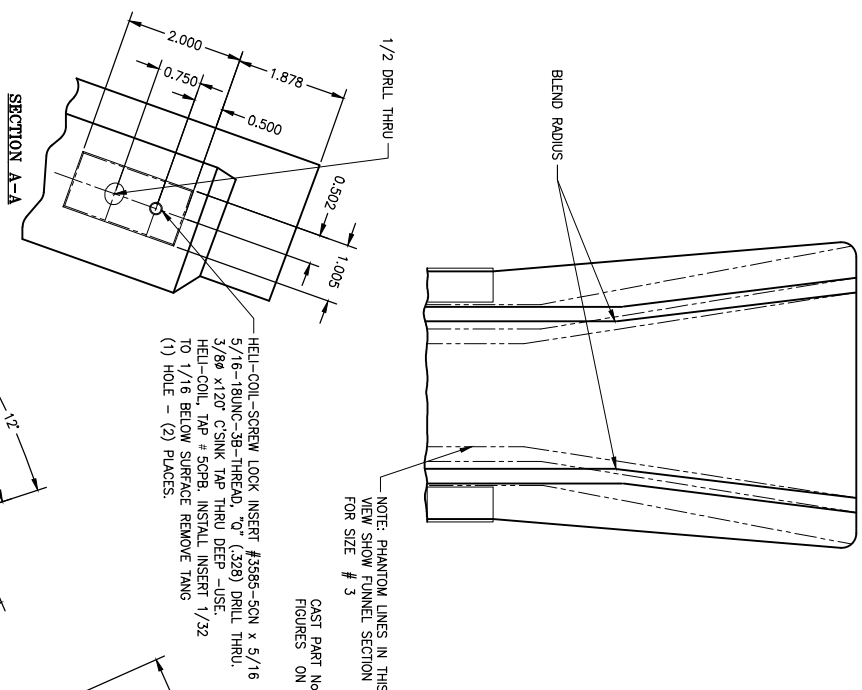 BLEND RADIUS
1/2 DRLL THRU
2.000
1.878
0.750
0.500
0.502
1.005
SECTION A-A
HELI-COIL-SCREW LOCK INSERT #3585-5CN x 5/16
5/16-18UNC-3B-THREAD, "Q" (.328) DRILL THRU.
3/8ø x120° C'SINK TAP THRU DEEP -USE.
HELI-COIL, TAP # 5CPB. INSTALL INSERT 1/32
TO 1/16 BELOW SURFACE REMOVE TANG
(1) HOLE - (2) PLACES.
NOTE: PHANTOM LINES IN THIS
VIEW SHOW FUNNEL SECTION
FOR SIZE # 3
CAST PART No
FIGURES ON
12°